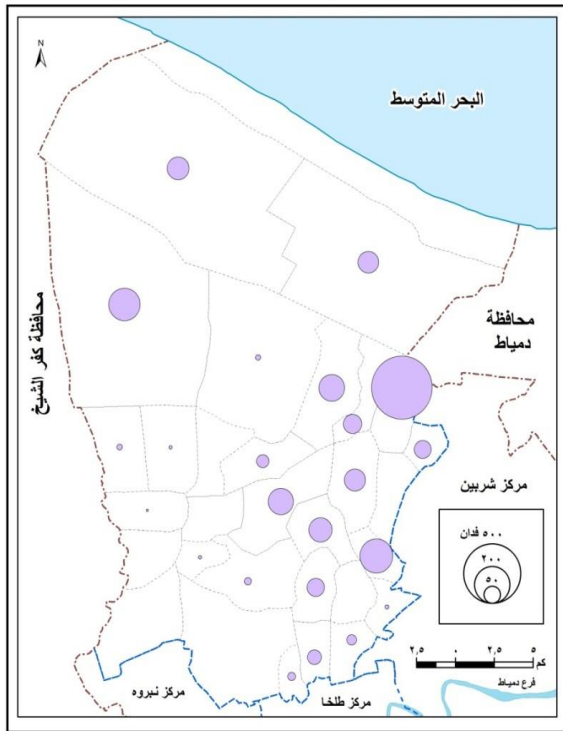 N
البحر المتوسط
محافظة
دمياط
محافظة كفر الشيخ
مركز شربين
٥٠٠ فدان
٢٠٠
٥٠
٢,٥ ٠ ٢,٥ ٥
كم
فرع دمياط
مركز نبروه
مركز طلخا